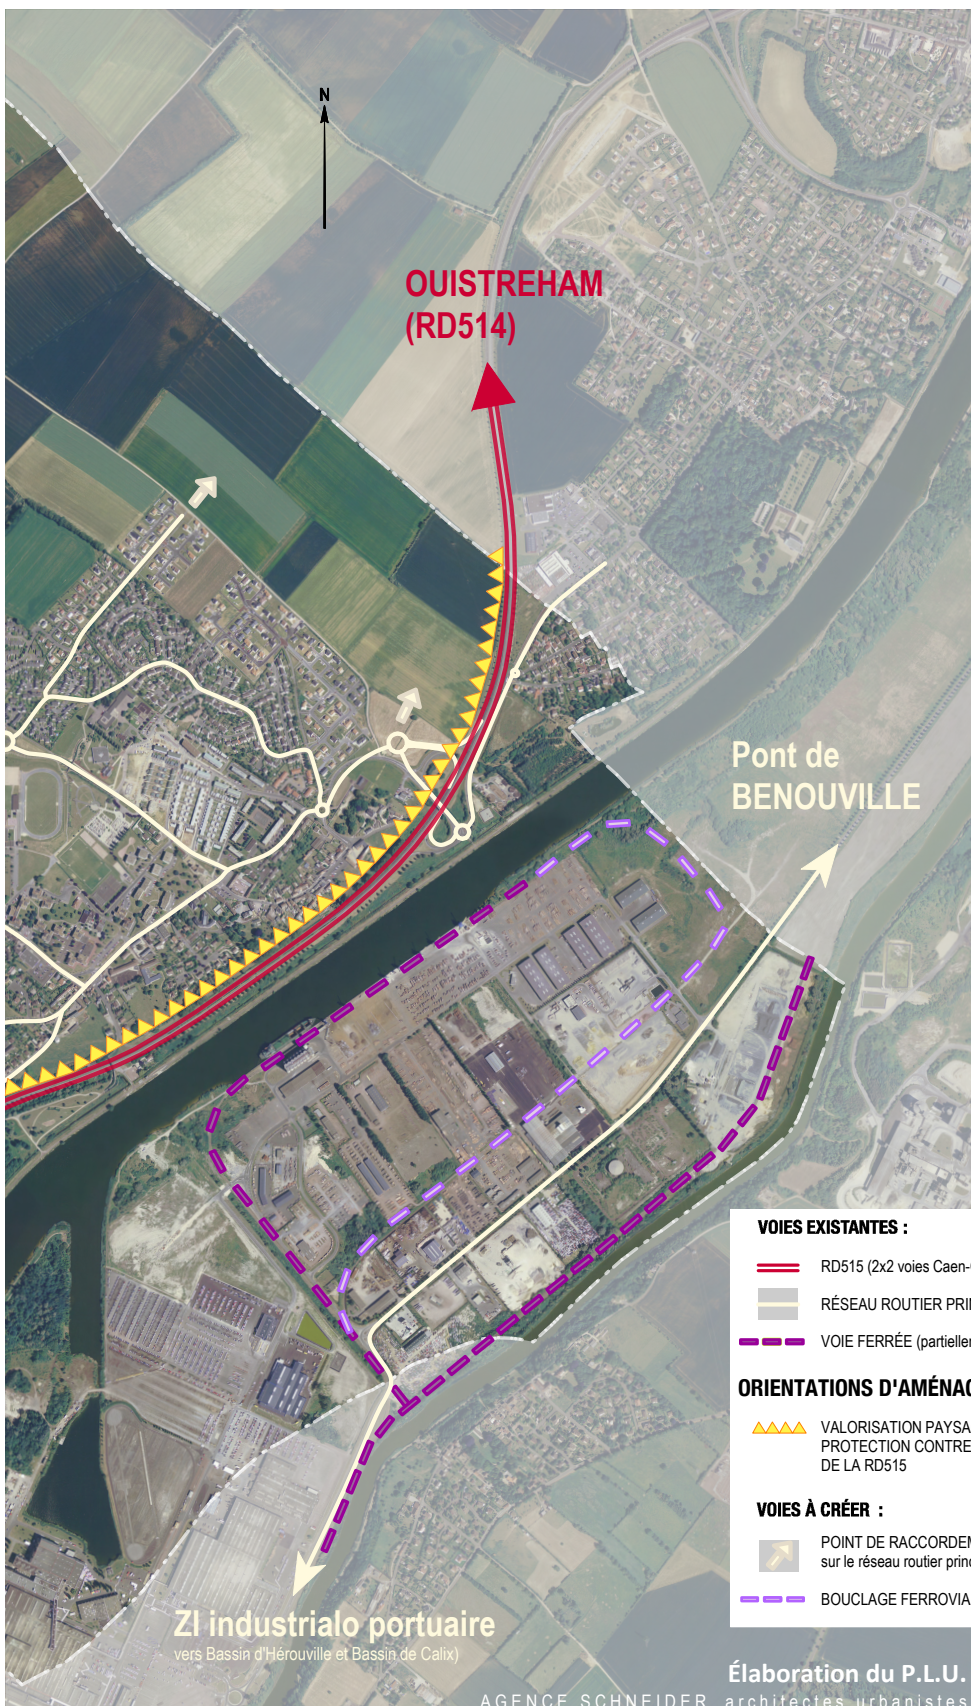 N
OUISTREHAM
(RD514)
Pont de
BENOUVILLE
VOIES EXISTANTES :
RD515 (2x2 voies Caen-
RÉSEAU ROUTIER PRI
VOIE FERRÉE (partielle
ORIENTATIONS D'AMÉNA
VALORISATION PAYSA
PROTECTION CONTRE
DE LA RD515
VOIES À CRÉER :
POINT DE RACCORDE
sur le réseau routier prin
BOUCLAGE FERROVIA
ZI industrialo portuaire
vers Bassin d'Hérouville et Bassin de Calix)
Élaboration du P.L.U.
AGENCE SCHNEIDER architectes urbanistes